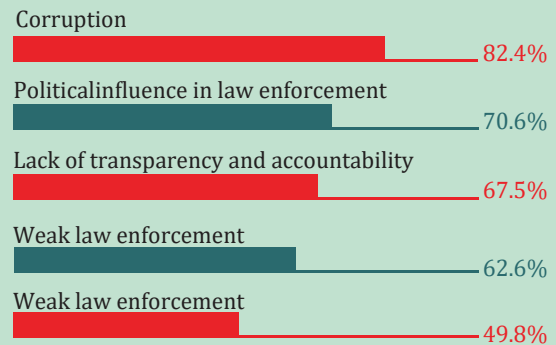 Corruption
82.4%
Politicalinfluence in law enforcement
70.6%
Lack of transparency and accountability
67.5%
Weak law enforcement
62.6%
Weak law enforcement
49.8%